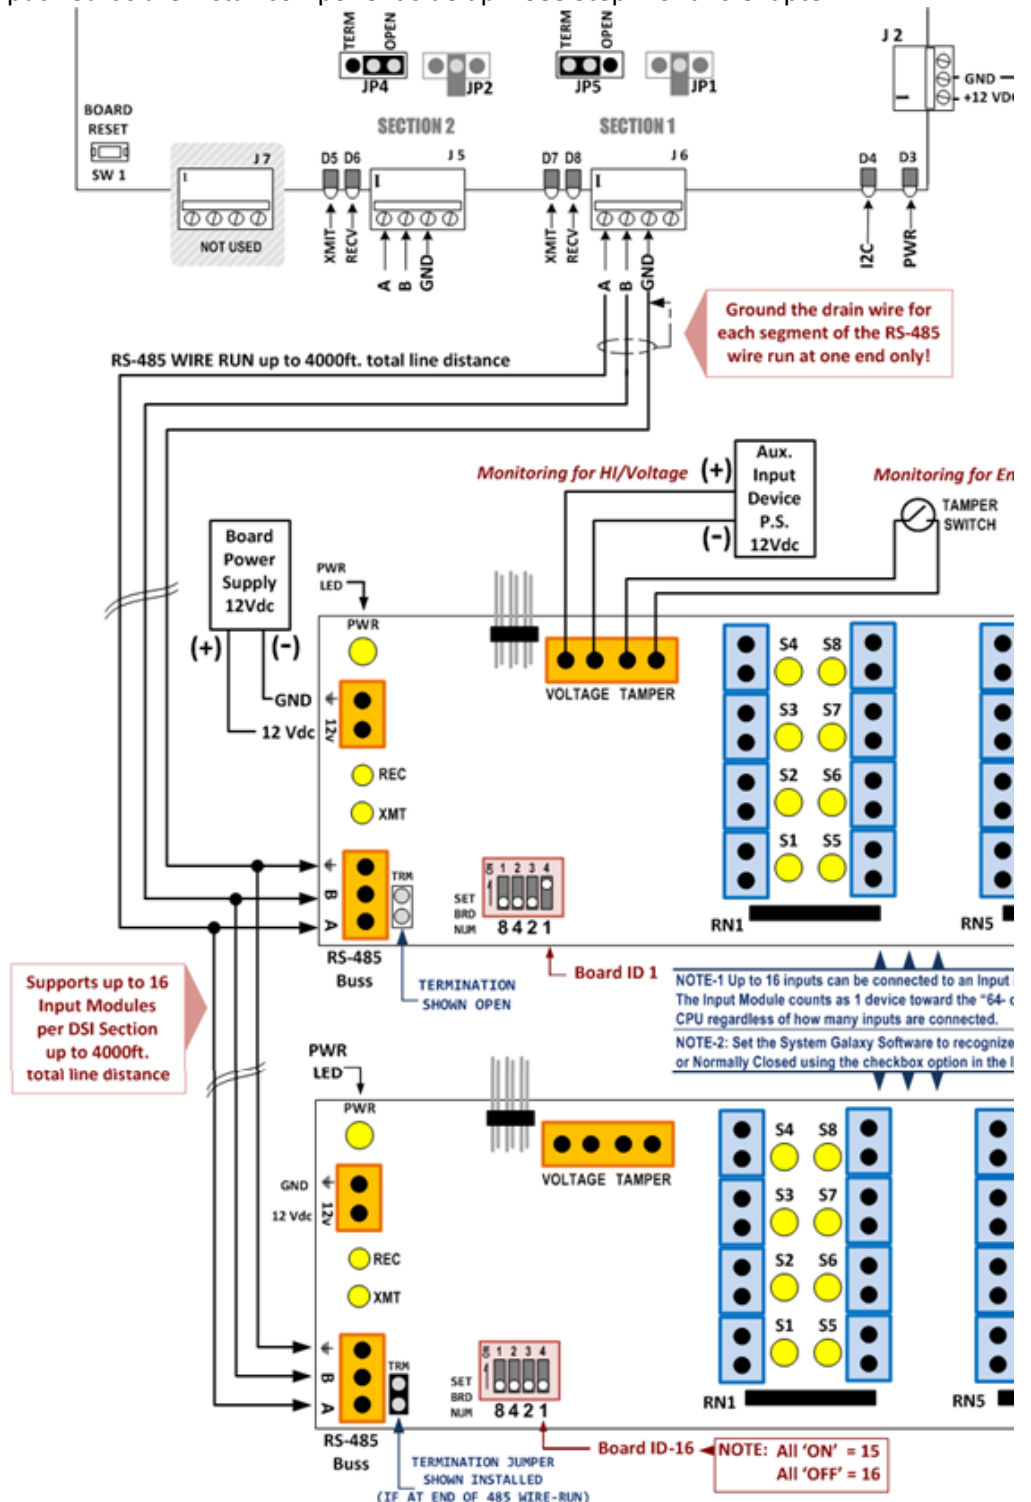 TERM
OPEN
JP4
JP2
TERM
OPEN
JP5
JP1
J 2
GND
+12 VDC
BOARD
RESET
SW 1
SECTION 2
SECTION 1
1
J 7
NOT USED
D5 D6
1
J 5
D7 D8
1
J 6
D4
D3
XMIT
RECV
A
B
GND
XMIT
RECV
A
B
GND
I2C
PWR
Ground the drain wire for
each segment of the RS-485
wire run at one end only!
RS-485 WIRE RUN up to 4000ft. total line distance
Monitoring for HI/Voltage
(+)
(-)
Aux.
Input
Device
P.S.
12Vdc
Monitoring for En
TAMPER
SWITCH
Board
Power
Supply
12Vdc
(+)
(-)
PWR
LED
PWR
GND
12 Vdc
12v
REC
XMT
VOLTAGE TAMPER
S4 S8
S3 S7
S2 S6
S1 S5
RN1
RN5
B
A
TRM
RS-485
Buss
TERMINATION
SHOWN OPEN
SET
BRD
NUM
1 2 3 4
8 4 2 1
Board ID 1
Supports up to 16
Input Modules
per DSI Section
up to 4000ft.
total line distance
NOTE-1 Up to 16 inputs can be connected to an Input
The Input Module counts as 1 device toward the "64-
CPU regardless of how many inputs are connected.
NOTE-2: Set the System Galaxy Software to recognize
or Normally Closed using the checkbox option in the
PWR
LED
PWR
GND
12 Vdc
12v
REC
XMT
VOLTAGE TAMPER
S4 S8
S3 S7
S2 S6
S1 S5
RN1
RN5
B
A
TRM
RS-485
Buss
TERMINATION JUMPER
SHOWN INSTALLED
(IF AT END OF 485 WIRE-RUN)
SET
BRD
NUM
1 2 3 4
8 4 2 1
Board ID-16
NOTE: All 'ON' = 15
All 'OFF' = 16